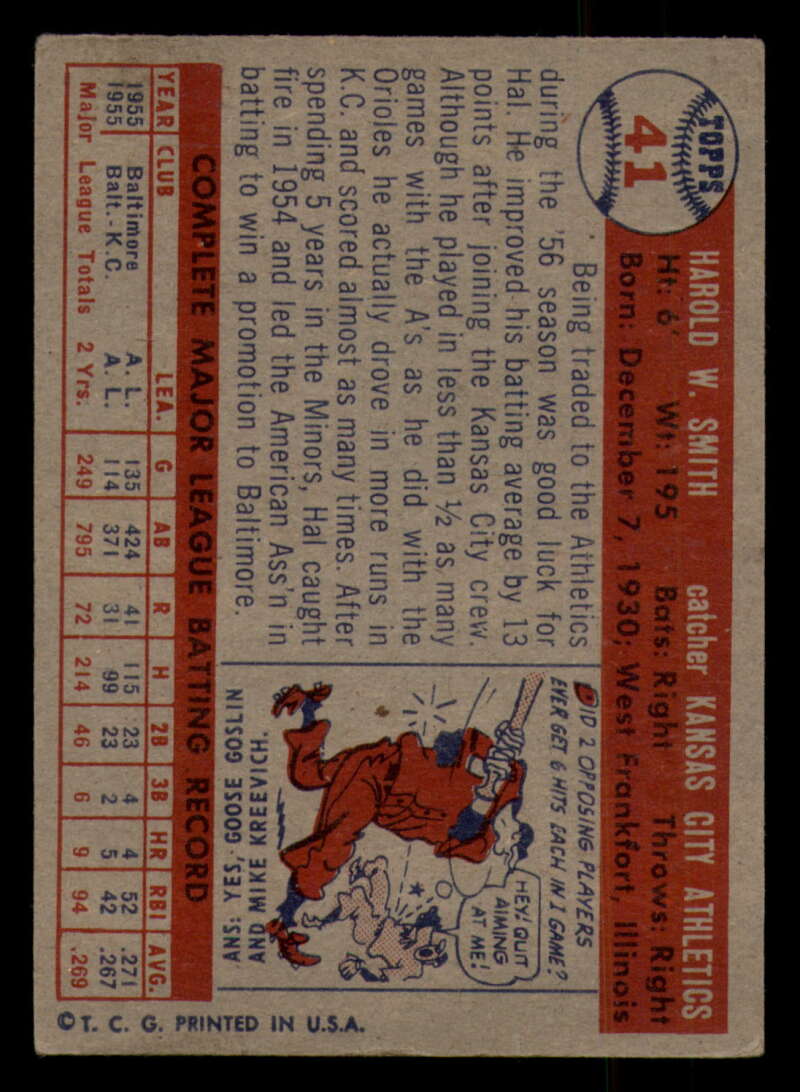 TOPPS
41
HAROLD W. SMITH catcher KANSAS CITY ATHLETICS
Ht: 6' Wt: 195 Bats: Right Throws: Right
Born: December 7, 1930; West Frankfort, Illinois
Being traded to the Athletics
during the '56 season was good luck for
Hal. He improved his batting average by 13
points after joining the Kansas City crew.
Although he played in less than ½ as many
games with the A's as he did with the
Orioles he actually drove in more runs in
K.C. and scored almost as many times. After
spending 5 years in the Minors, Hal caught
fire in 1954 and led the American Ass'n in
batting to win a promotion to Baltimore.
DID 2 OPPOSING PLAYERS
EVER GET 6 HITS EACH IN 1 GAME?
HEY! QUIT
AIMING
AT ME!
ANS: YES, GOOSE GOSLIN
AND MIKE KREEVICH.
COMPLETE MAJOR LEAGUE BATTING RECORD
YEAR CLUB LEA. G AB R H 2B 3B HR RBI AVG.
1955 Baltimore A. L. 135 424 41 115 23 4 4 52 .271
1955 Balt.-K.C. A. L. 114 371 31 99 23 2 5 42 .267
Major League Totals 2 Yrs. 249 795 72 214 46 6 9 94 .269
© T. C. G. PRINTED IN U.S.A.